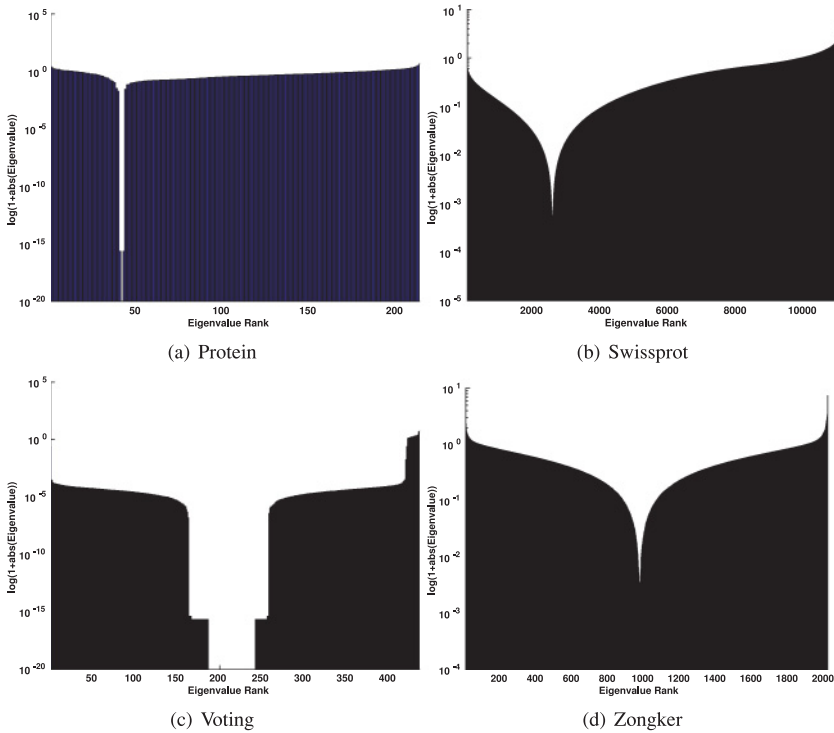 10^5
10^0
10^-5
10^-10
10^-15
10^-20
log(1+abs(Eigenvalue))
50 100 150 200
Eigenvalue Rank
(a) Protein
10^1
10^0
10^-1
10^-2
10^-3
10^-4
10^-5
log(1+abs(Eigenvalue))
2000 4000 6000 8000 10000
Eigenvalue Rank
(b) Swissprot
10^5
10^0
10^-5
10^-10
10^-15
10^-20
log(1+abs(Eigenvalue))
50 100 150 200 250 300 350 400
Eigenvalue Rank
(c) Voting
10^1
10^0
10^-1
10^-2
10^-3
10^-4
log(1+abs(Eigenvalue))
200 400 600 800 1000 1200 1400 1600 1800 2000
Eigenvalue Rank
(d) Zongker